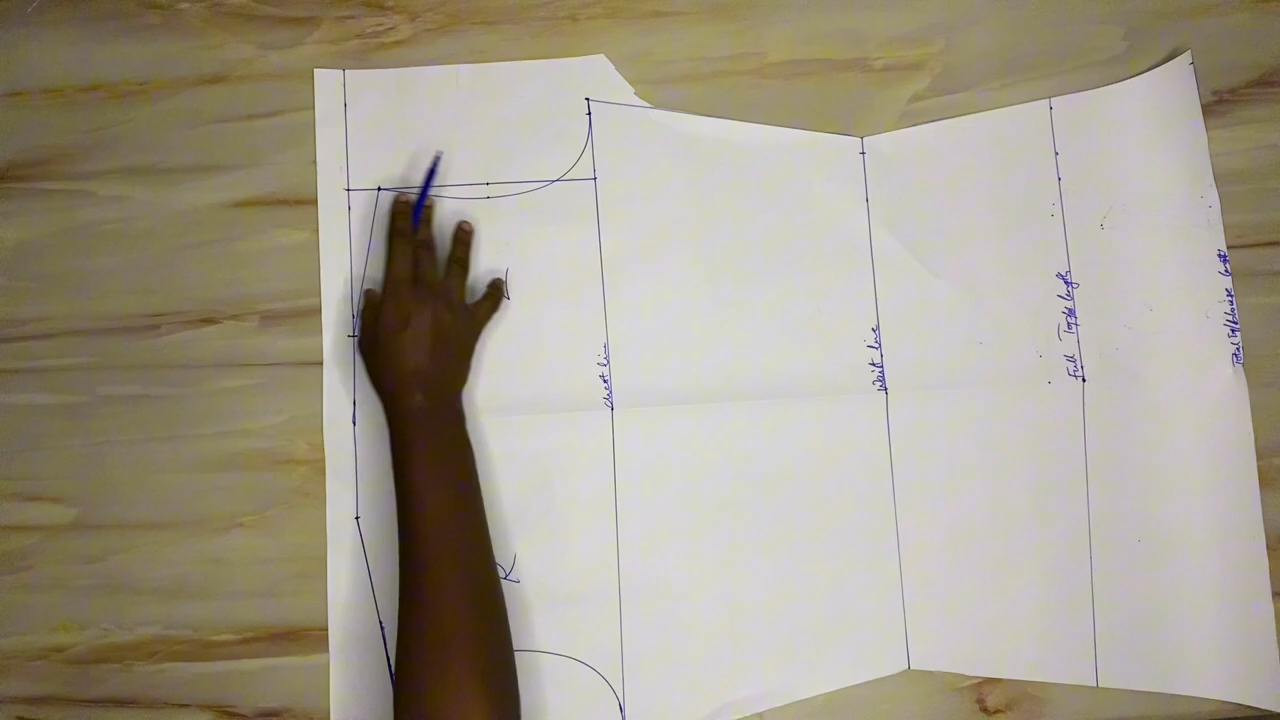 L
R
Chest line
Waist line
Full Top/s length
Total Top/blouse length